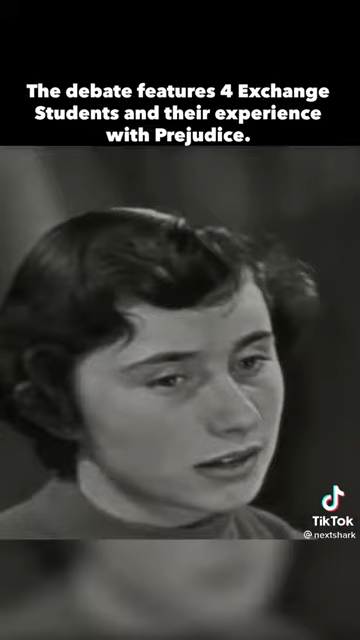 The debate features 4 Exchange
Students and their experience
with Prejudice.
TikTok
@nextshark